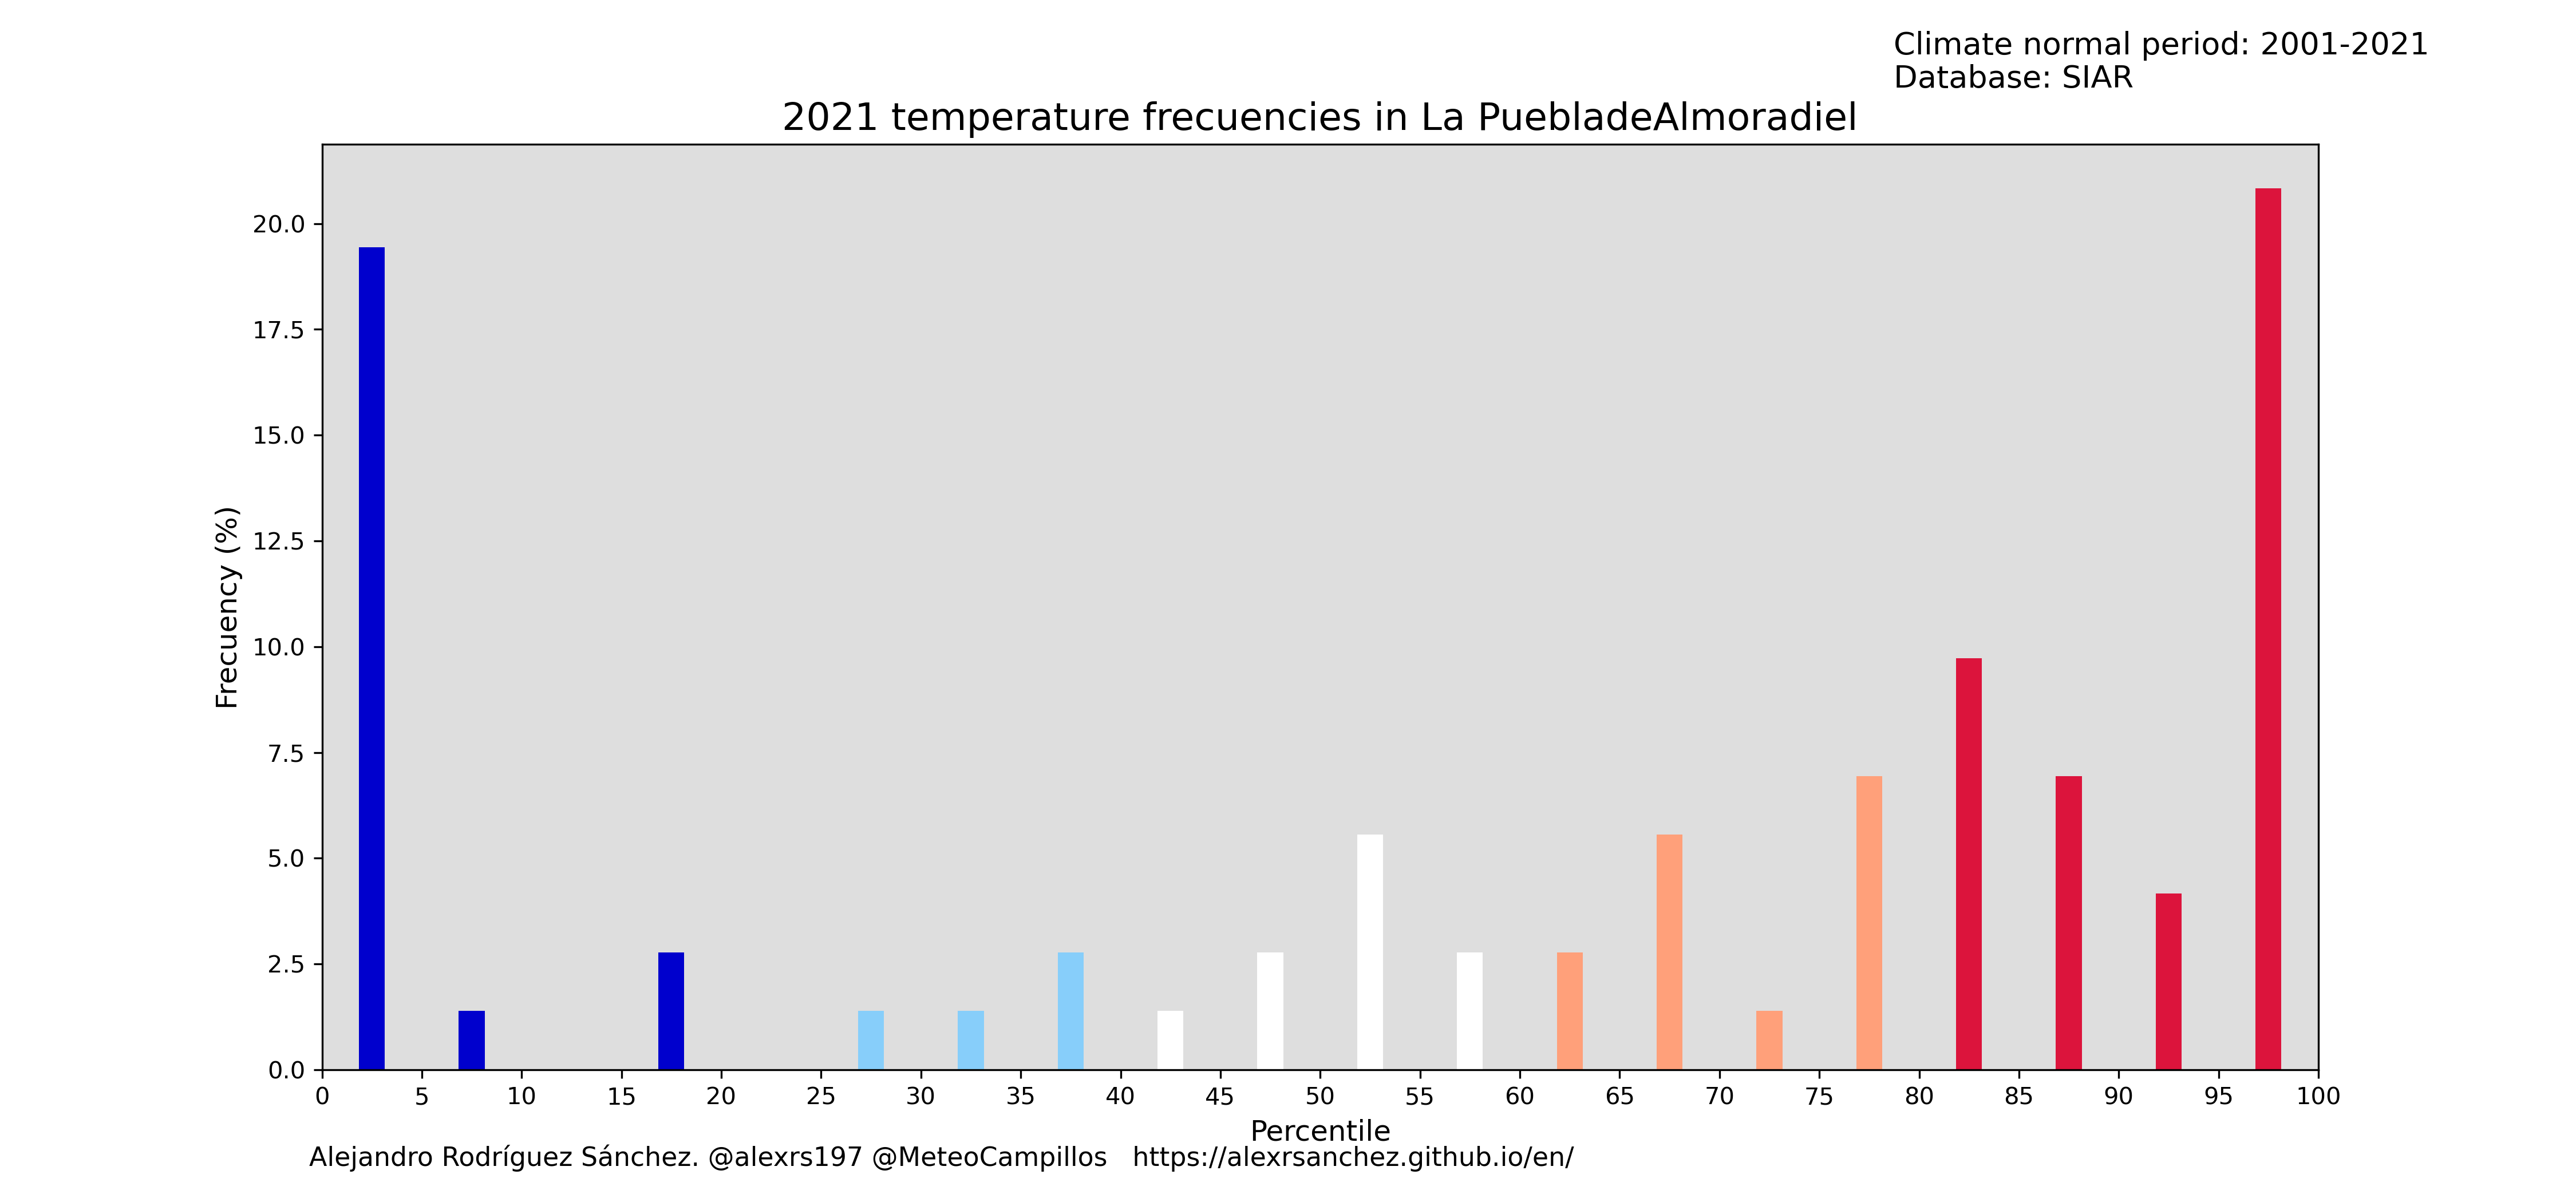 Climate normal period: 2001-2021
Database: SIAR
2021 temperature frecuencies in La PuebladeAlmoradiel
Frecuency (%)
20.0
17.5
15.0
12.5
10.0
7.5
5.0
2.5
0.0
0 5 10 15 20 25 30 35 40 45 50 55 60 65 70 75 80 85 90 95 100
Percentile
Alejandro Rodríguez Sánchez. @alexrs197 @MeteoCampillos https://alexrsanchez.github.io/en/